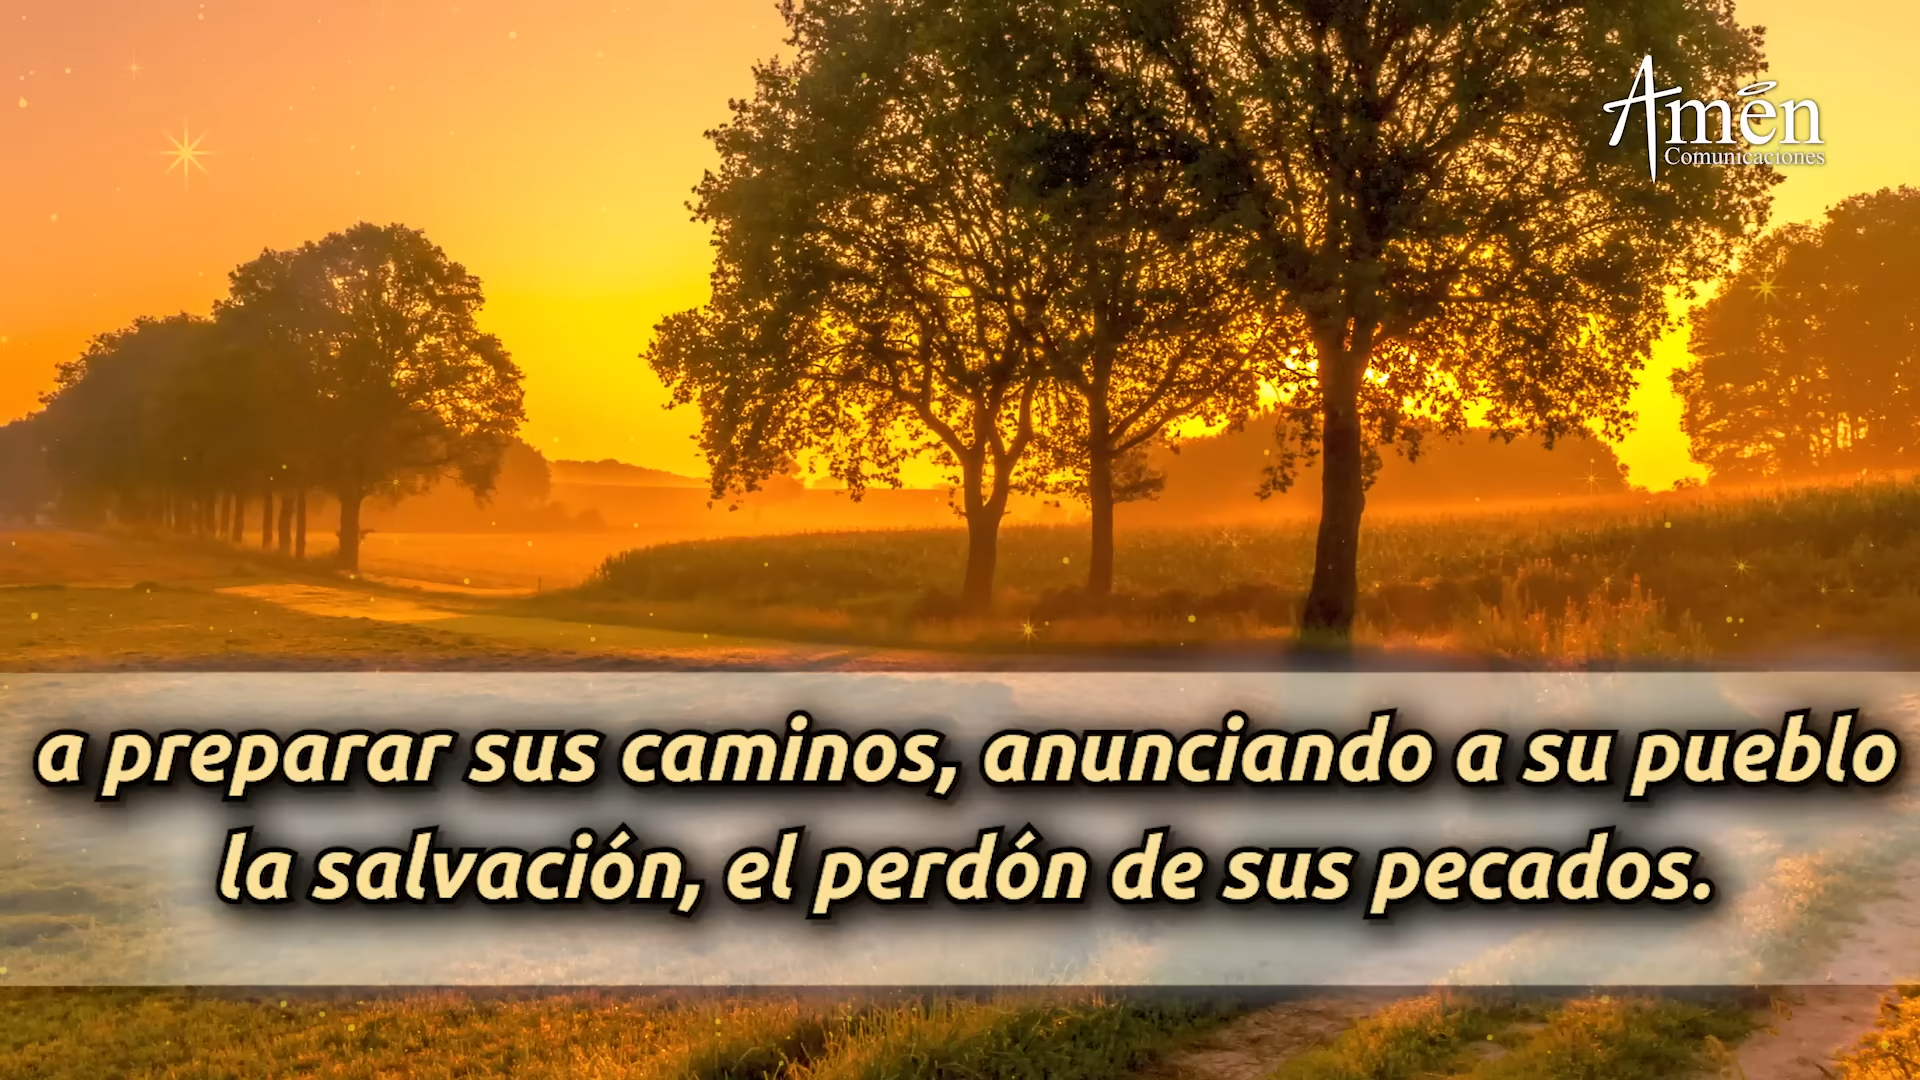 Amén
Comunicaciones
a preparar sus caminos, anunciando a su pueblo
la salvación, el perdón de sus pecados.